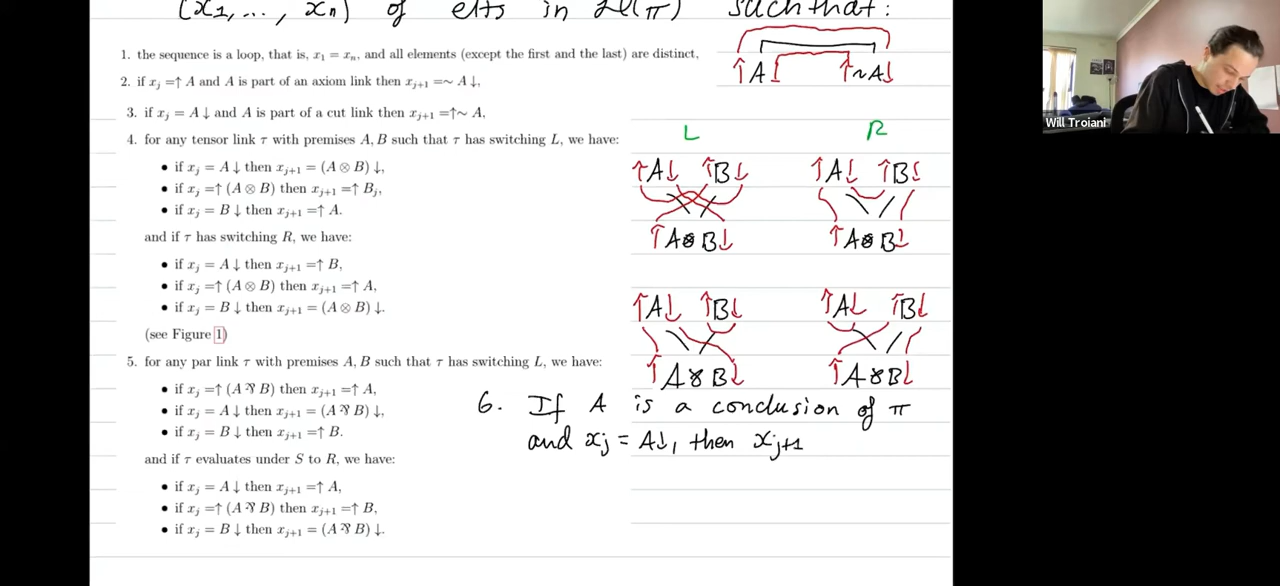 (x1, ..., xn) of elts in Ll(π) such that:
1. the sequence is a loop, that is, x₁ = xₙ, and all elements (except the first and the last) are distinct,
2. if xⱼ =↑ A and A is part of an axiom link then xⱼ₊₁ =∼ A ↓,
3. if xⱼ = A ↓ and A is part of a cut link then xⱼ₊₁ =↑∼ A,
4. for any tensor link τ with premises A, B such that τ has switching L, we have:
• if xⱼ = A ↓ then xⱼ₊₁ = (A ⊗ B) ↓,
• if xⱼ =↑ (A ⊗ B) then xⱼ₊₁ =↑ Bⱼ,
• if xⱼ = B ↓ then xⱼ₊₁ =↑ A.
and if τ has switching R, we have:
• if xⱼ = A ↓ then xⱼ₊₁ =↑ B,
• if xⱼ =↑ (A ⊗ B) then xⱼ₊₁ =↑ A,
• if xⱼ = B ↓ then xⱼ₊₁ = (A ⊗ B) ↓.
(see Figure 1)
5. for any par link τ with premises A, B such that τ has switching L, we have:
• if xⱼ =↑ (A ⅋ B) then xⱼ₊₁ =↑ A,
• if xⱼ = A ↓ then xⱼ₊₁ = (A ⅋ B) ↓,
• if xⱼ = B ↓ then xⱼ₊₁ =↑ B.
and if τ evaluates under S to R, we have:
• if xⱼ = A ↓ then xⱼ₊₁ =↑ A,
• if xⱼ =↑ (A ⅋ B) then xⱼ₊₁ =↑ B,
• if xⱼ = B ↓ then xⱼ₊₁ = (A ⅋ B) ↓.
↑A↓ ↑~A↓
L R
↑A↓ ↑B↓ ↑A↓ ↑B↓
↑A⊗B↓ ↑A⊗B↓
↑A↓ ↑B↓ ↑A↓ ↑B↓
↑A⅋B↓ ↑A⅋B↓
6. If A is a conclusion of π
and xⱼ = A↓, then xⱼ₊₁
Will Troiani